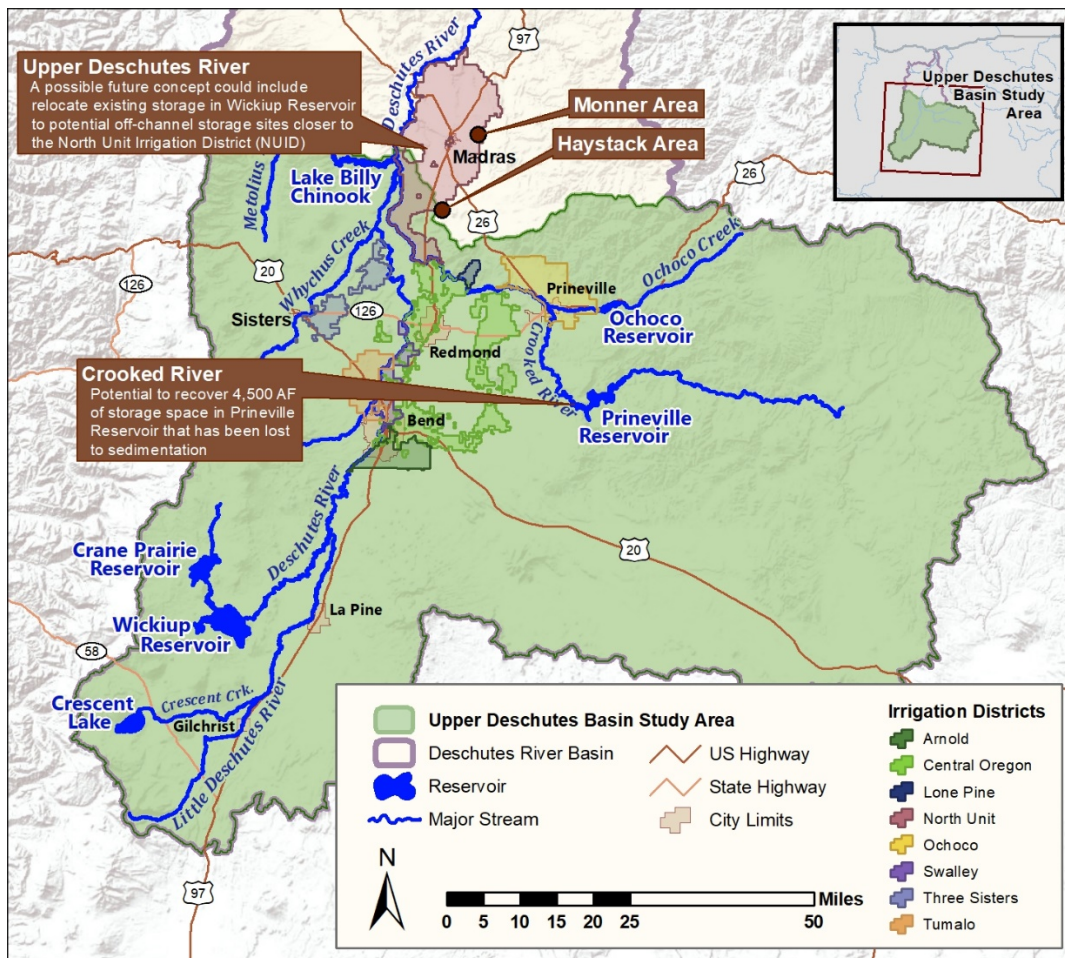 Upper Deschutes River
A possible future concept could include
relocate existing storage in Wickiup Reservoir
to potential off-channel storage sites closer to
the North Unit Irrigation District (NUID)
Deschutes River
97
Monner Area
Madras
Haystack Area
Upper Deschutes
Basin Study
Area
Lake Billy
Chinook
Metolius
26
26
Whychus Creek
20
126
126
Sisters
Ochoco Creek
Prineville
Ochoco
Reservoir
Redmond
Crooked River
Crooked River
Potential to recover 4,500 AF
of storage space in Prineville
Reservoir that has been lost
to sedimentation
Prineville
Reservoir
Bend
Deschutes River
20
Crane Prairie
Reservoir
La Pine
Wickiup
Reservoir
58
Crescent Crk.
Crescent
Lake
Gilchrist
Little Deschutes River
97
Upper Deschutes Basin Study Area
Deschutes River Basin
Reservoir
Major Stream
US Highway
State Highway
City Limits
Irrigation Districts
Arnold
Central Oregon
Lone Pine
North Unit
Ochoco
Swalley
Three Sisters
Tumalo
N
Miles
0 5 10 15 20 25 50